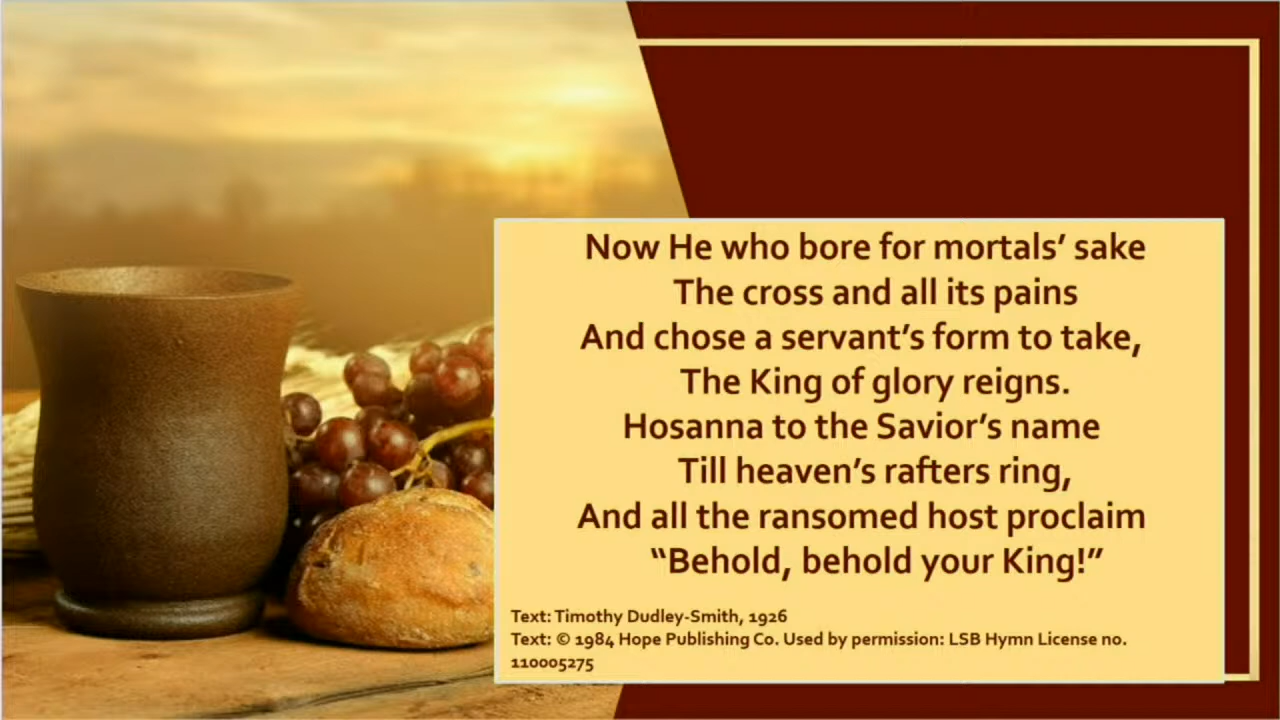 Now He who bore for mortals’ sake
The cross and all its pains
And chose a servant’s form to take,
The King of glory reigns.
Hosanna to the Savior’s name
Till heaven’s rafters ring,
And all the ransomed host proclaim
“Behold, behold your King!”
Text: Timothy Dudley-Smith, 1926
Text: © 1984 Hope Publishing Co. Used by permission: LSB Hymn License no.
110005275